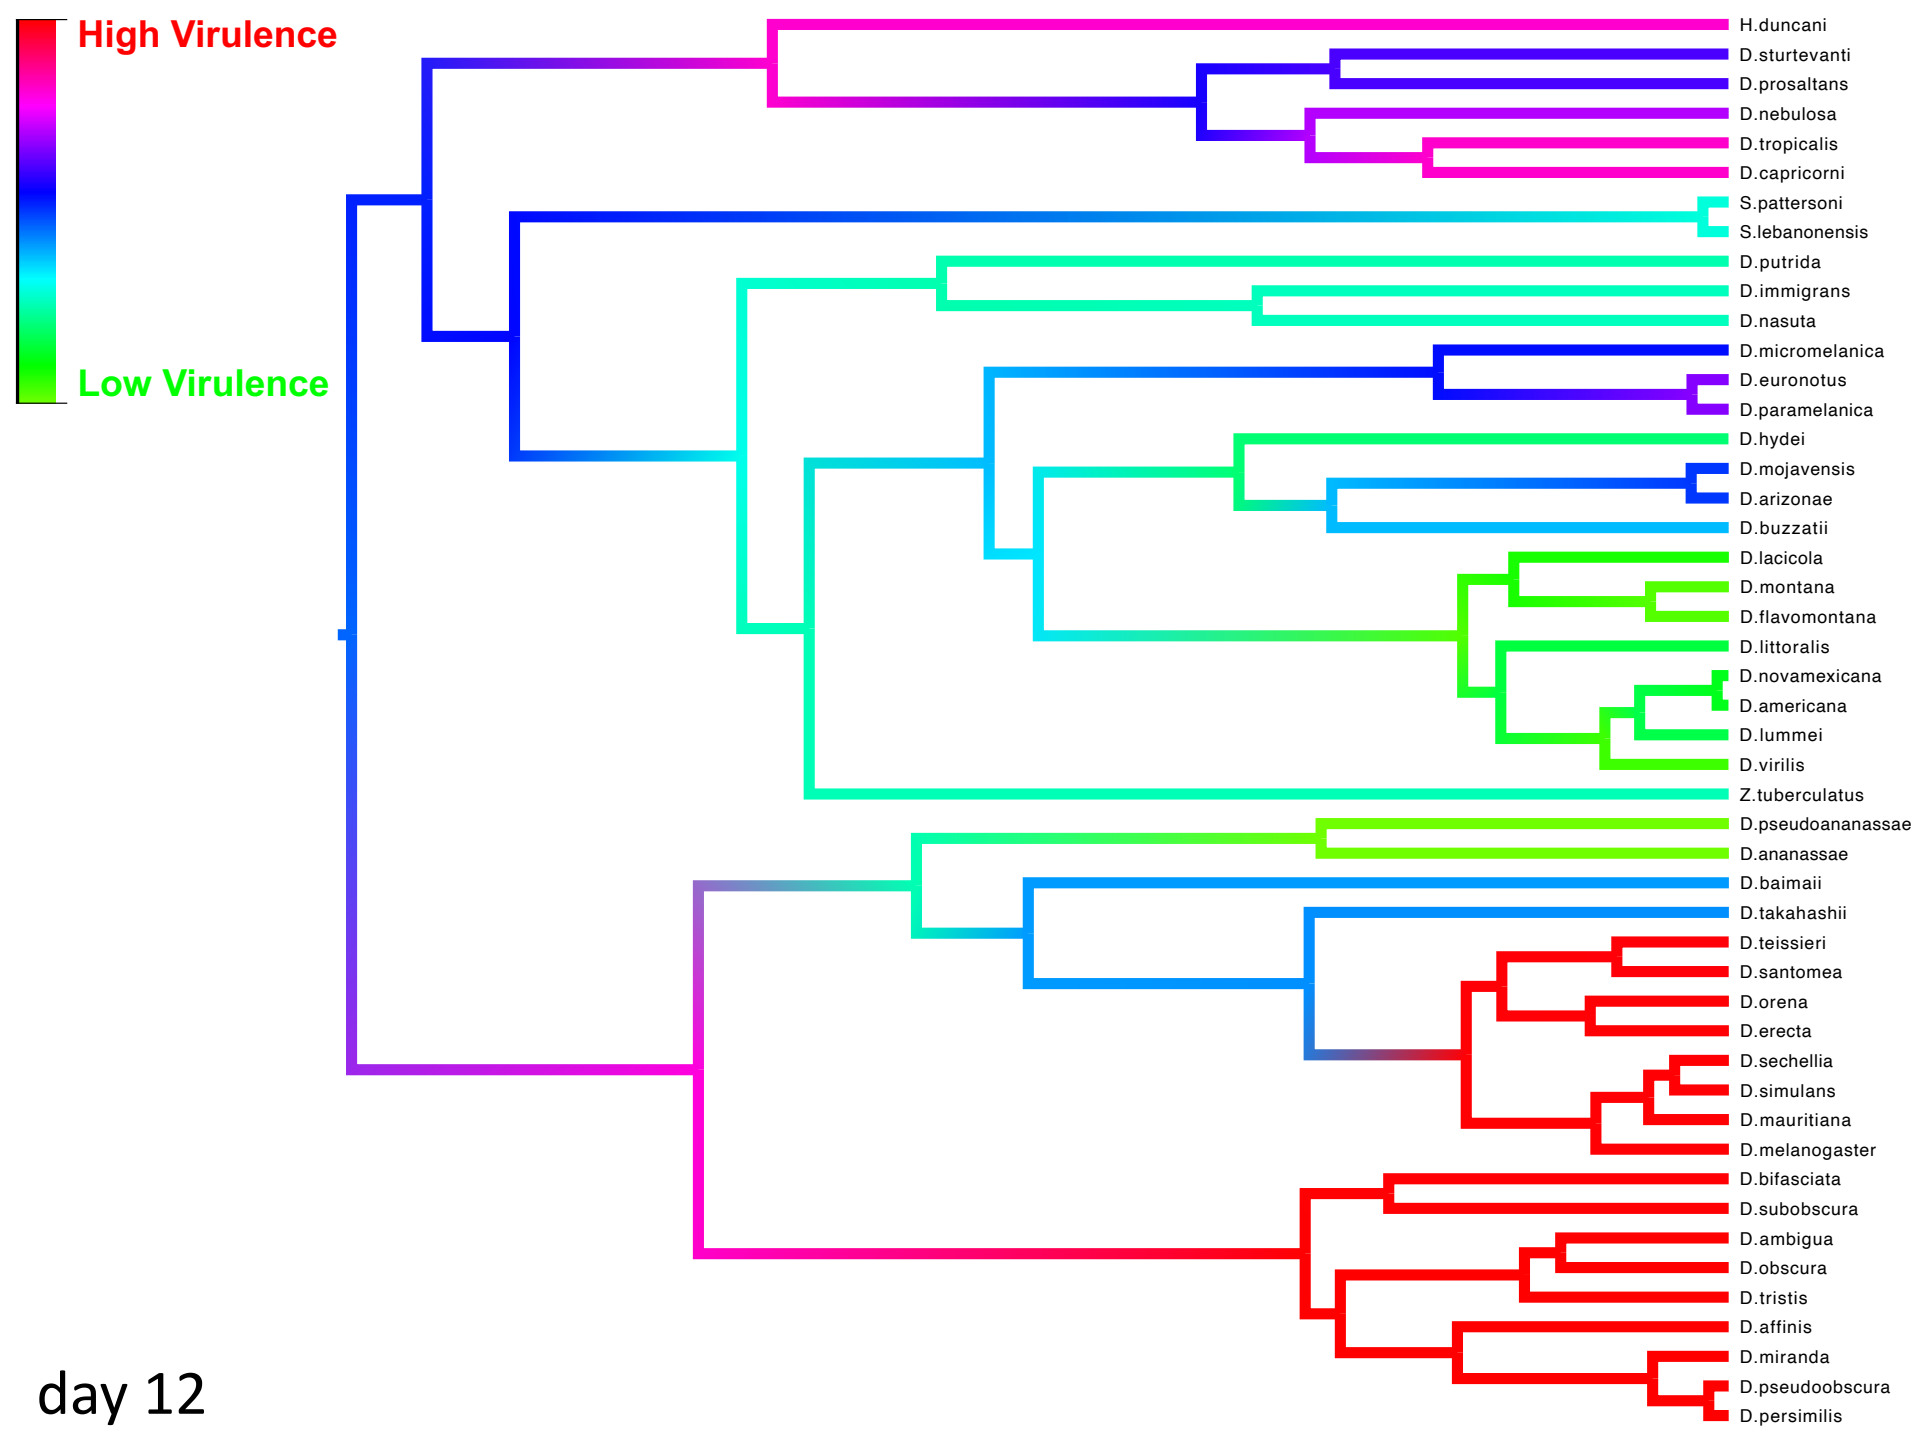 High Virulence
Low Virulence
H.duncani
D.sturtevanti
D.prosaltans
D.nebulosa
D.tropicalis
D.capricorni
S.pattersoni
S.lebanonensis
D.putrida
D.immigrans
D.nasuta
D.micromelanica
D.euronotus
D.paramelanica
D.hydei
D.mojavensis
D.arizonae
D.buzzatii
D.lacicola
D.montana
D.flavomontana
D.littoralis
D.novamexicana
D.americana
D.lummei
D.virilis
Z.tuberculatus
D.pseudoananassae
D.ananassae
D.baimaii
D.takahashii
D.teissieri
D.santomea
D.orena
D.erecta
D.sechellia
D.simulans
D.mauritiana
D.melanogaster
D.bifasciata
D.subobscura
D.ambigua
D.obscura
D.tristis
D.affinis
D.miranda
D.pseudoobscura
D.persimilis
day 12